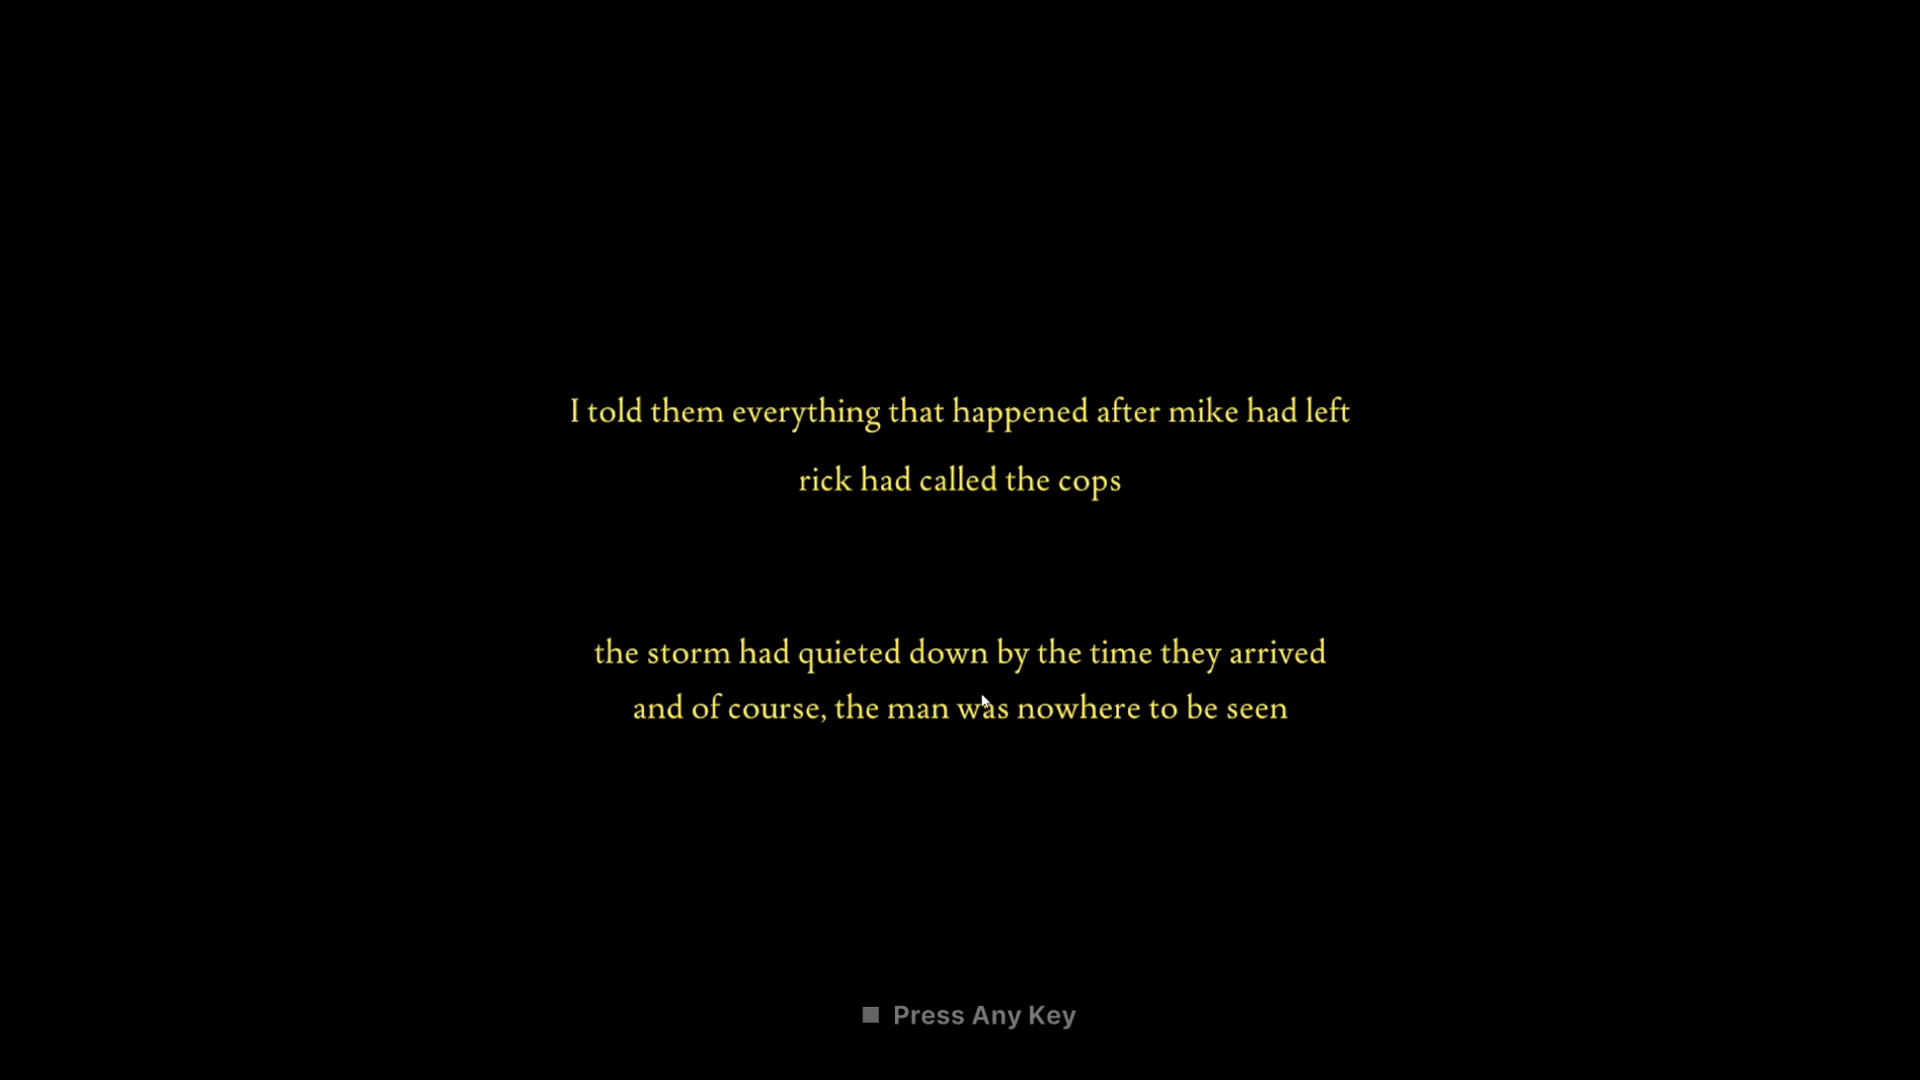 I told them everything that happened after mike had left
rick had called the cops
the storm had quieted down by the time they arrived
and of course, the man was nowhere to be seen
Press Any Key